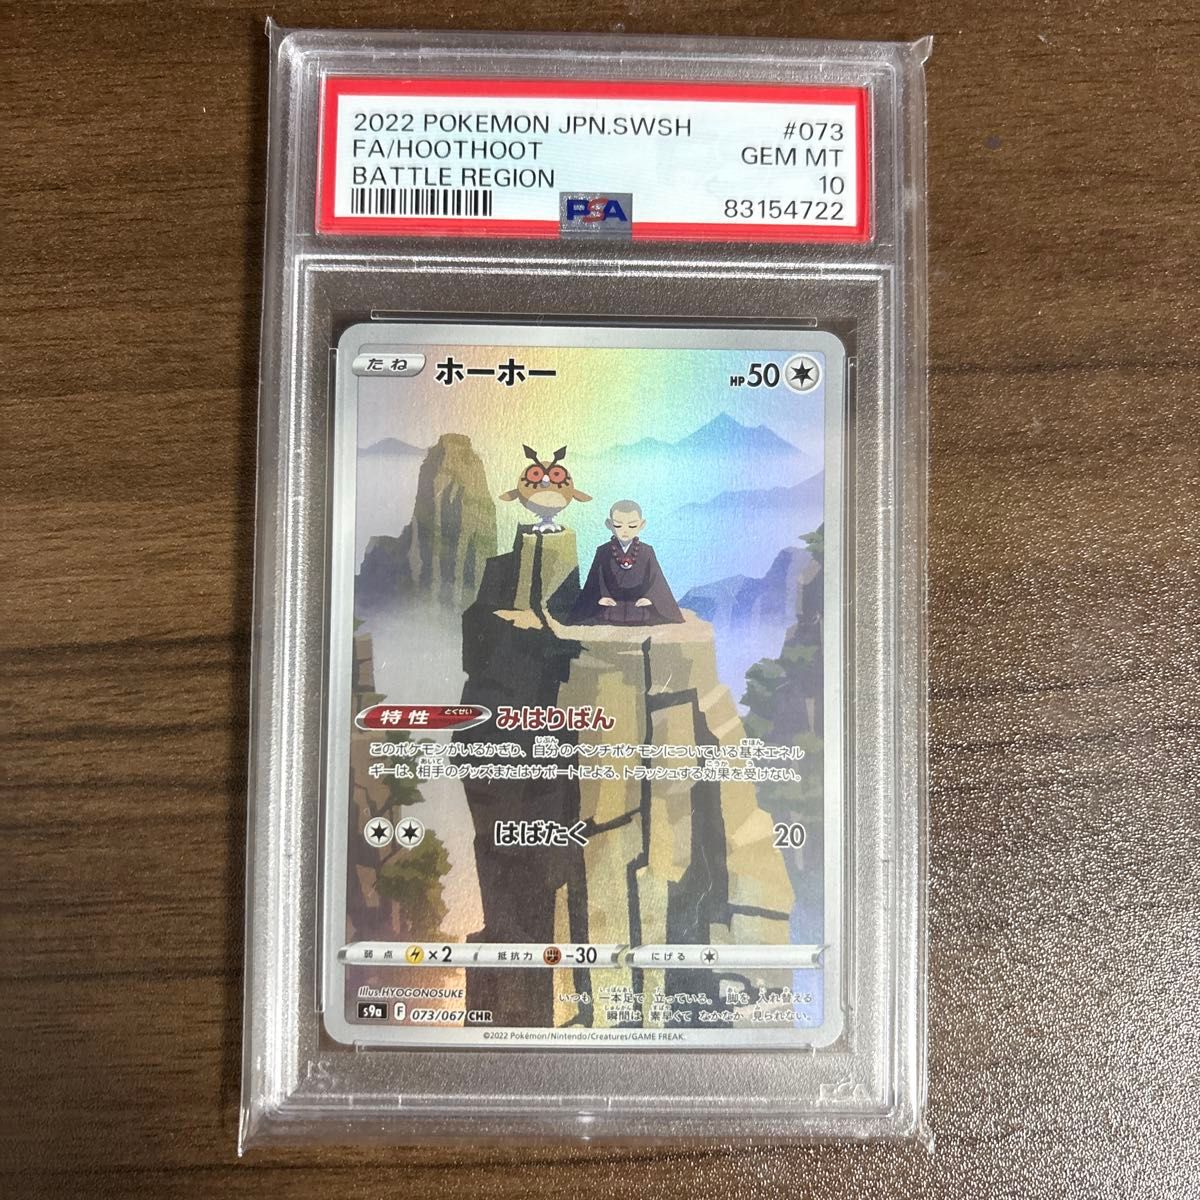 2022 POKEMON JPN.SWSH #073
FA/HOOTHOOT GEM MT
BATTLE REGION 10
PSA 83154722
たね ホーホー HP50
特性 とくせい みはりばん
このポケモンがいるかぎり、自分のベンチポケモンについている基本エネル
ギーは、相手のグッズまたはサポートによる、トラッシュする効果を受けない。
はばたく 20
弱点 ×2 抵抗力 -30 にげる
Illus.HYOGONOSUKE
いつも 一本足で 立っている。 脚を 入れ替える
s9a F 073/067 CHR 瞬間は 素早くて なかなか 見られない。
©2022 Pokémon/Nintendo/Creatures/GAME FREAK.
PSA